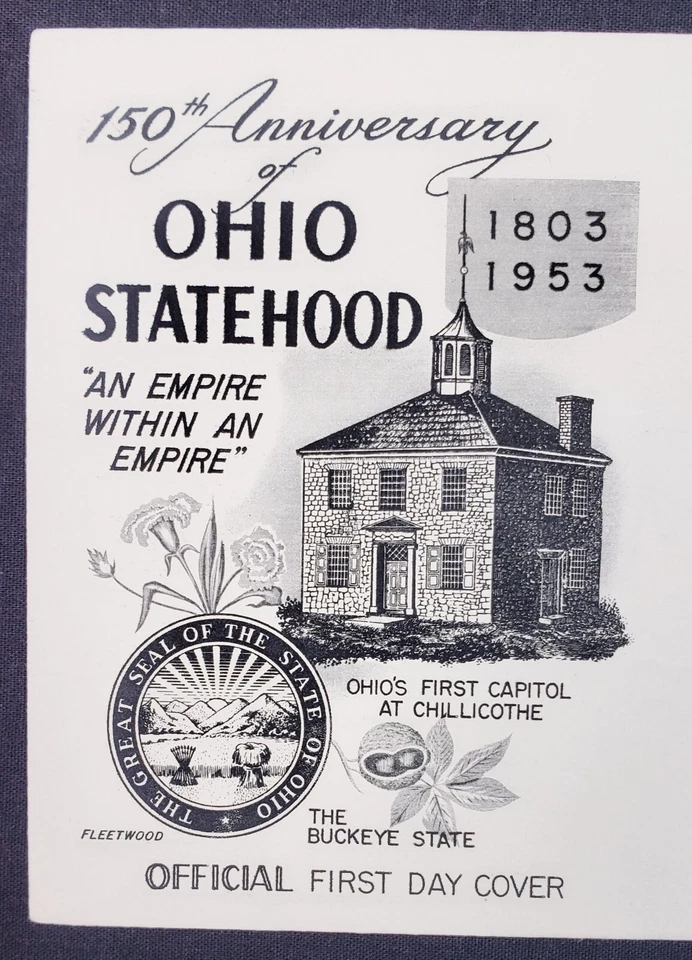 150th Anniversary
of
OHIO
STATEHOOD
1803
1953
"AN EMPIRE
WITHIN AN
EMPIRE"
THE GREAT SEAL OF THE STATE OF OHIO
OHIO'S FIRST CAPITOL
AT CHILLICOTHE
THE
BUCKEYE STATE
FLEETWOOD
OFFICIAL FIRST DAY COVER